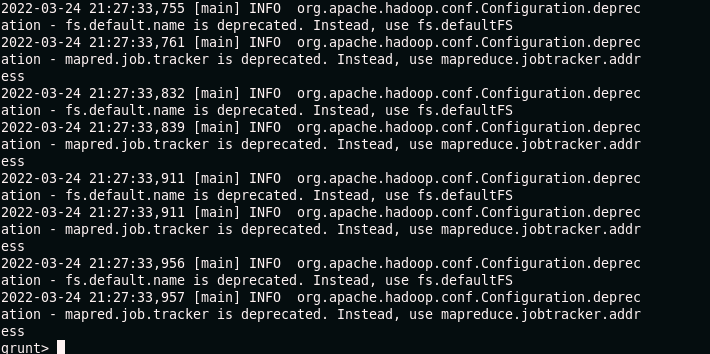 2022-03-24 21:27:33,755 [main] INFO  org.apache.hadoop.conf.Configuration.deprec
ation - fs.default.name is deprecated. Instead, use fs.defaultFS
2022-03-24 21:27:33,761 [main] INFO  org.apache.hadoop.conf.Configuration.deprec
ation - mapred.job.tracker is deprecated. Instead, use mapreduce.jobtracker.addr
ess
2022-03-24 21:27:33,832 [main] INFO  org.apache.hadoop.conf.Configuration.deprec
ation - fs.default.name is deprecated. Instead, use fs.defaultFS
2022-03-24 21:27:33,839 [main] INFO  org.apache.hadoop.conf.Configuration.deprec
ation - mapred.job.tracker is deprecated. Instead, use mapreduce.jobtracker.addr
ess
2022-03-24 21:27:33,911 [main] INFO  org.apache.hadoop.conf.Configuration.deprec
ation - fs.default.name is deprecated. Instead, use fs.defaultFS
2022-03-24 21:27:33,911 [main] INFO  org.apache.hadoop.conf.Configuration.deprec
ation - mapred.job.tracker is deprecated. Instead, use mapreduce.jobtracker.addr
ess
2022-03-24 21:27:33,956 [main] INFO  org.apache.hadoop.conf.Configuration.deprec
ation - fs.default.name is deprecated. Instead, use fs.defaultFS
2022-03-24 21:27:33,957 [main] INFO  org.apache.hadoop.conf.Configuration.deprec
ation - mapred.job.tracker is deprecated. Instead, use mapreduce.jobtracker.addr
ess
grunt>